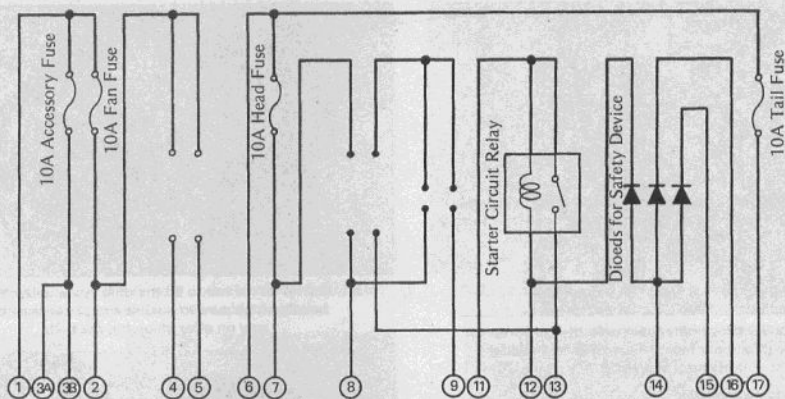 10A Accessory Fuse
10A Fan Fuse
10A Head Fuse
Starter Circuit Relay
Dioeds for Safety Device
10A Tail Fuse
1 3A 3B 2 4 5 6 7 8 9 11 12 13 14 15 16 17